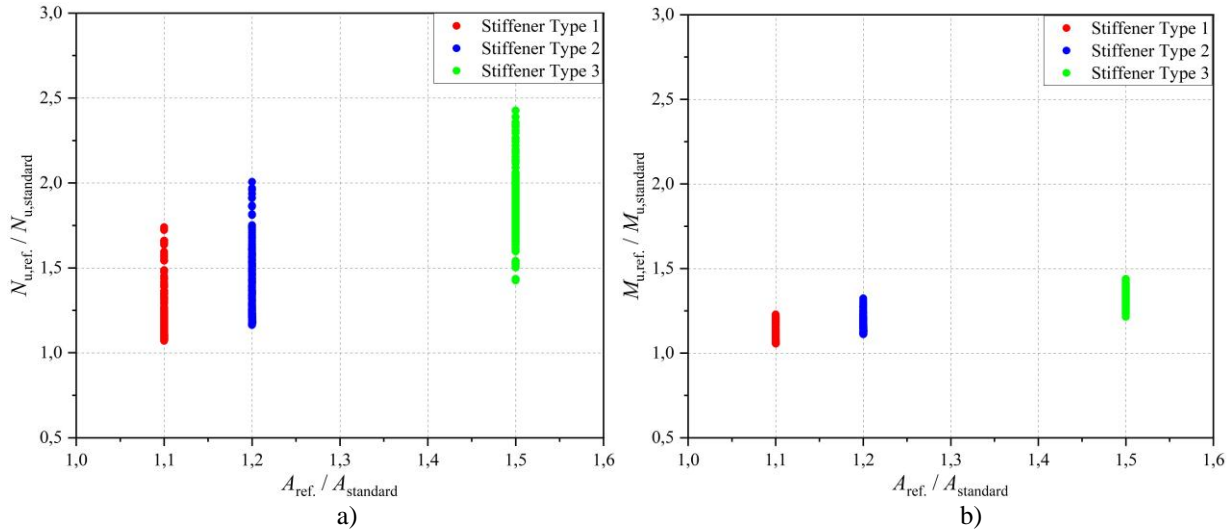 3,0
2,5
2,0
1,5
1,0
0,5
N_u,ref. / N_u,standard
Stiffener Type 1
Stiffener Type 2
Stiffener Type 3
1,0 1,1 1,2 1,3 1,4 1,5 1,6
A_ref. / A_standard
a)
3,0
2,5
2,0
1,5
1,0
0,5
M_u,ref. / M_u,standard
Stiffener Type 1
Stiffener Type 2
Stiffener Type 3
1,0 1,1 1,2 1,3 1,4 1,5 1,6
A_ref. / A_standard
b)